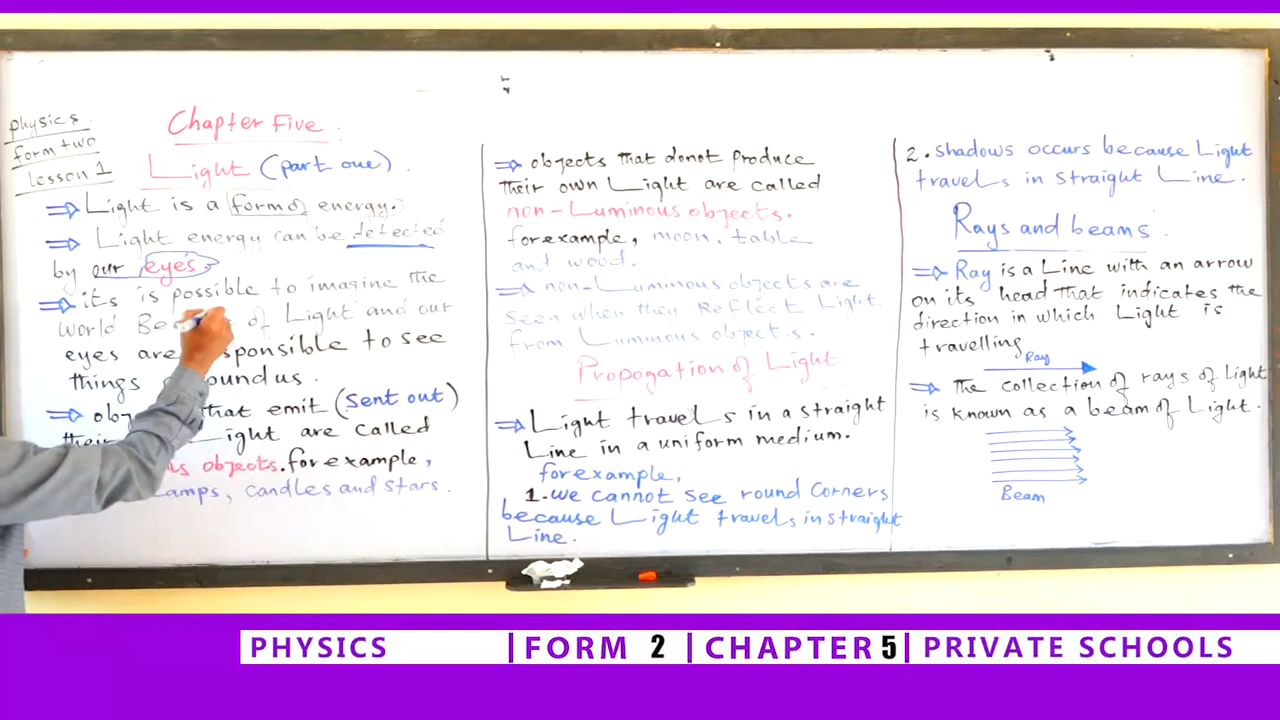 physics
form two
lesson 1
Chapter Five
Light (part one).
⇒ Light is a form of energy.
⇒ Light energy can be detected
by our eyes.
⇒ its is possible to imagine the
world of Light and our
eyes are sponsible to see
things ound us.
⇒ that emit (sent out)
their ight are called
objects. for example,
Lamps, candles and stars.
⇒ objects that donot produce
their own Light are called
non-Luminous objects.
for example, moon, table
and wood.
⇒ non-Luminous objects are
seen when they Reflect Light
from Luminous objects.
Propogation of Light
⇒ Light travels in a straight
Line in a uniform medium.
for example,
1. we cannot see round corners
because Light travels in straight
Line.
2. shadows occurs because Light
travels in straight Line.
Rays and beams.
⇒ Ray is a Line with an arrow
on its head that indicates the
direction in which Light is
travelling
Ray
⇒ The collection of rays of Light
is known as a beam of Light.
Beam
PHYSICS | FORM 2 | CHAPTER 5 | PRIVATE SCHOOLS